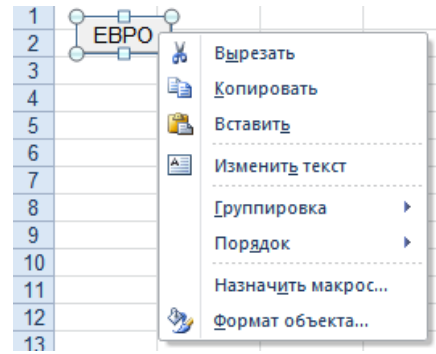 1
ЕВРО
2
Вырезать
3
Копировать
4
5
Вставить
6
Изменить текст
7
8
Группировка
9
Порядок
10
11
Назначить макрос...
12
Формат объекта...
13